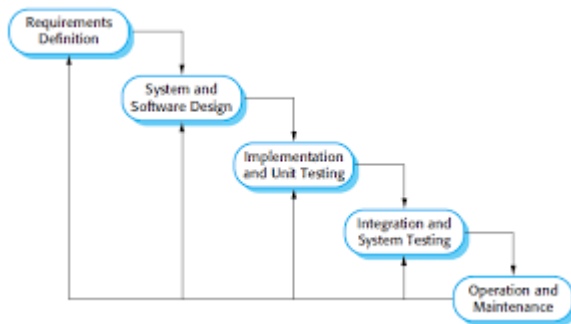 Requirements
Definition
System and
Software Design
Implementation
and Unit Testing
Integration and
System Testing
Operation and
Maintenance